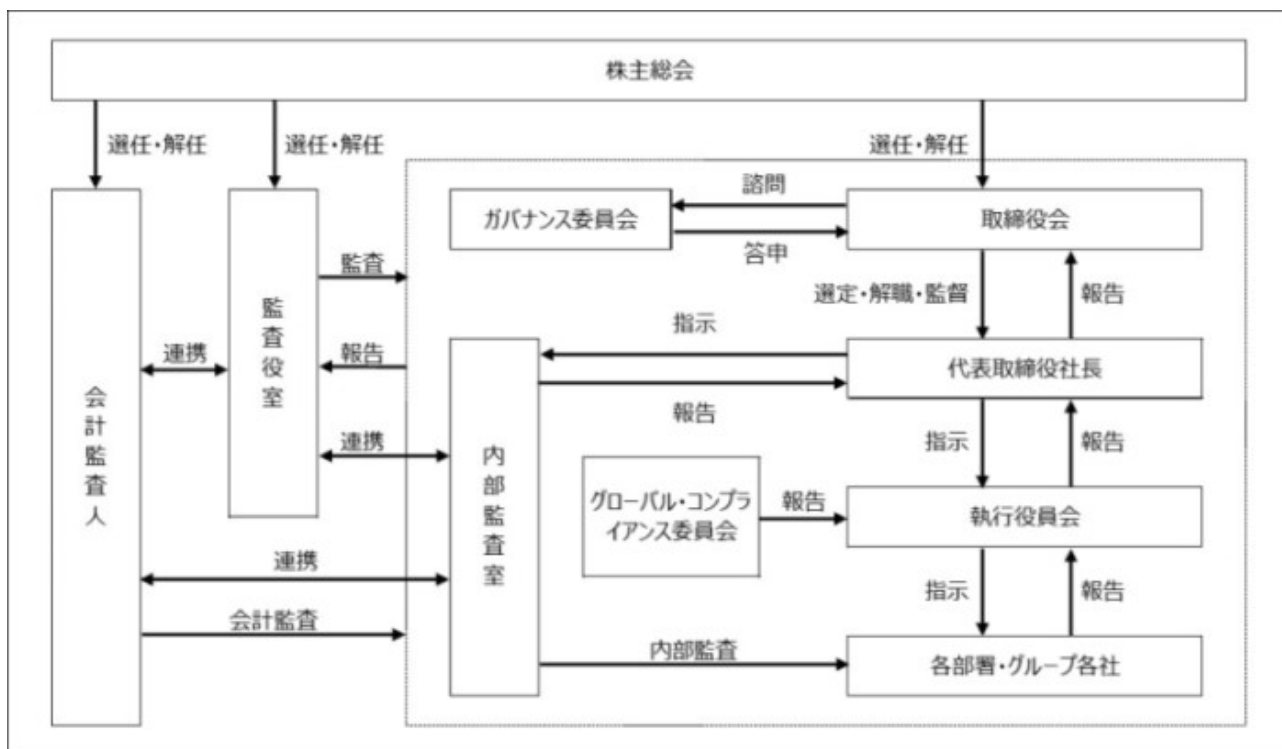 株主総会
選任・解任
選任・解任
選任・解任
ガバナンス委員会
諮問
答申
取締役会
監査
選定・解職・監督
報告
会計監査人
連携
監査役室
報告
連携
内部監査室
指示
報告
代表取締役社長
指示
報告
グローバル・コンプラ
イアンス委員会
報告
執行役員会
連携
指示
報告
会計監査
内部監査
各部署・グループ各社